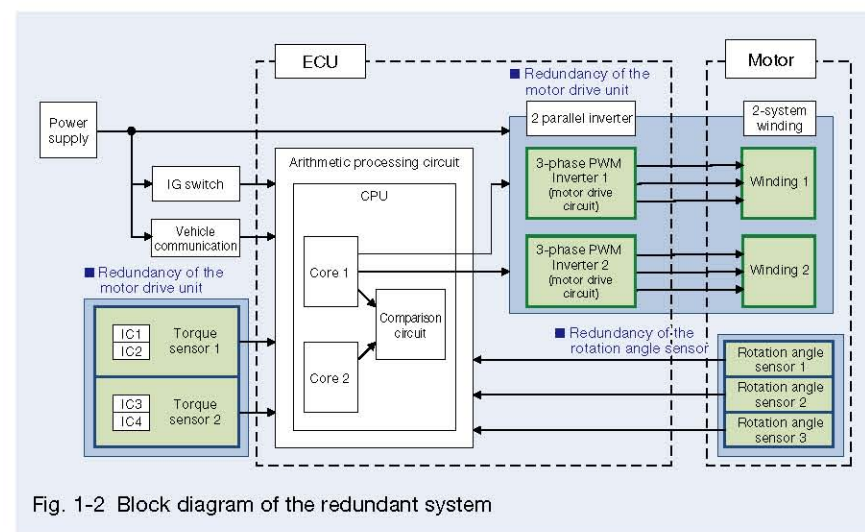 ECU
Motor
■ Redundancy of the
motor drive unit
Power
supply
2 parallel inverter
2-system
winding
Arithmetic processing circuit
3-phase PWM
Inverter 1
(motor drive
circuit)
Winding 1
IG switch
CPU
Vehicle
communication
3-phase PWM
Inverter 2
(motor drive
circuit)
Winding 2
Core 1
■ Redundancy of the
motor drive unit
Comparison
circuit
IC1
IC2
Torque
sensor 1
■ Redundancy of the
rotation angle sensor
Rotation angle
sensor 1
Core 2
Rotation angle
sensor 2
IC3
IC4
Torque
sensor 2
Rotation angle
sensor 3
Fig. 1-2 Block diagram of the redundant system